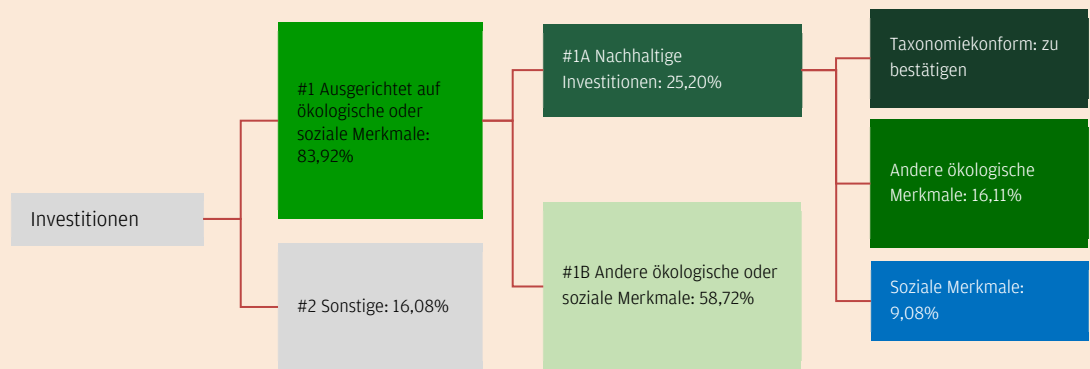 Investitionen
#1 Ausgerichtet auf
ökologische oder
soziale Merkmale:
83,92%
#2 Sonstige: 16,08%
#1A Nachhaltige
Investitionen: 25,20%
#1B Andere ökologische oder
soziale Merkmale: 58,72%
Taxonomiekonform: zu
bestätigen
Andere ökologische
Merkmale: 16,11%
Soziale Merkmale:
9,08%